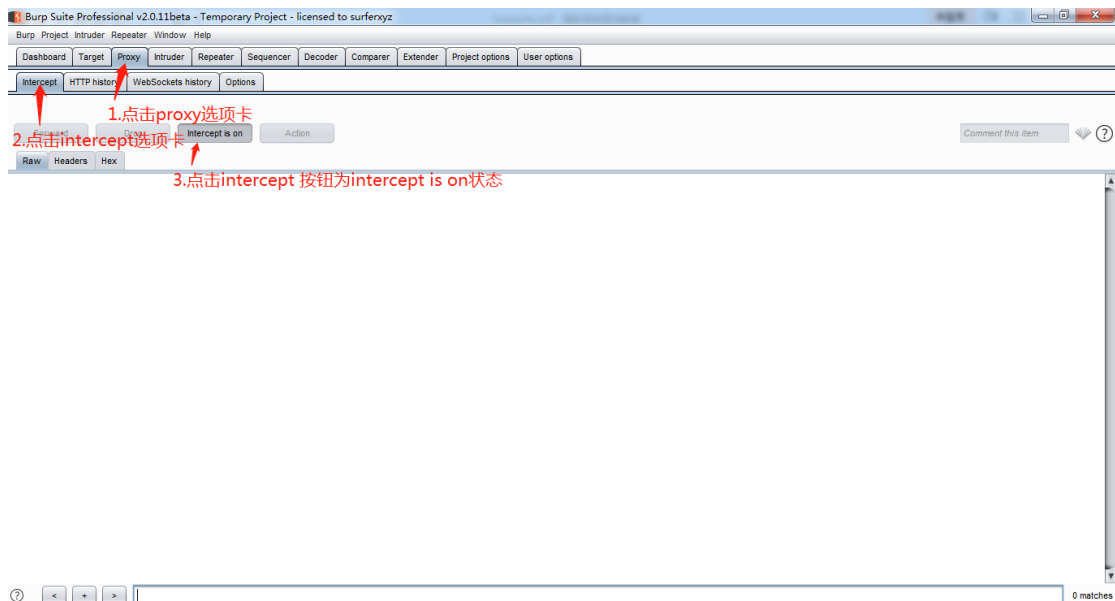 Burp Suite Professional v2.0.11beta - Temporary Project - licensed to surferxyz
Burp Project Intruder Repeater Window Help
Dashboard Target Proxy Intruder Repeater Sequencer Decoder Comparer Extender Project options User options
Intercept HTTP history WebSockets history Options
1.点击proxy选项卡
Forward Drop Intercept is on Action Comment this item ?
2.点击intercept选项卡
Raw Headers Hex
3.点击intercept 按钮为intercept is on状态
? < + > 0 matches